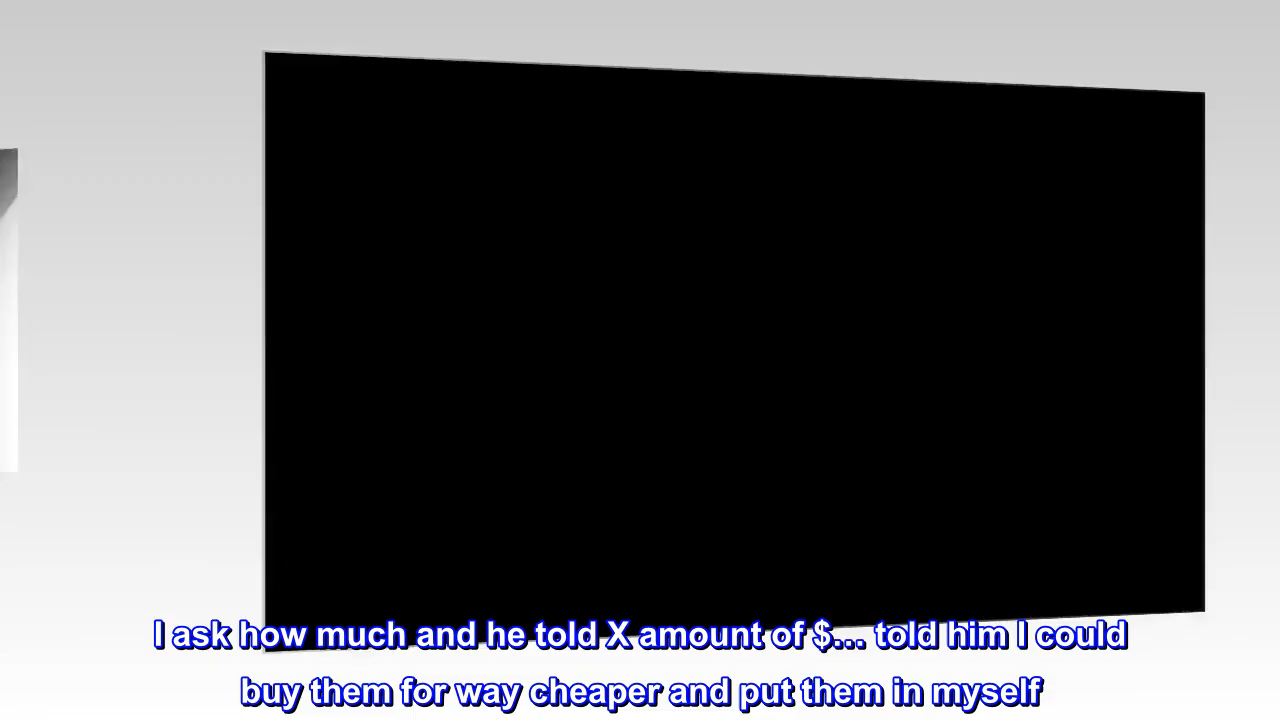 I ask how much and he told X amount of $... told him I could
buy them for way cheaper and put them in myself